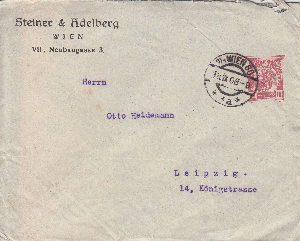 Steiner & Adelberg
WIEN
VII., Neubaugasse 3.
Herrn
Otto Heidemann
Leipzig-
14, Königstrasse